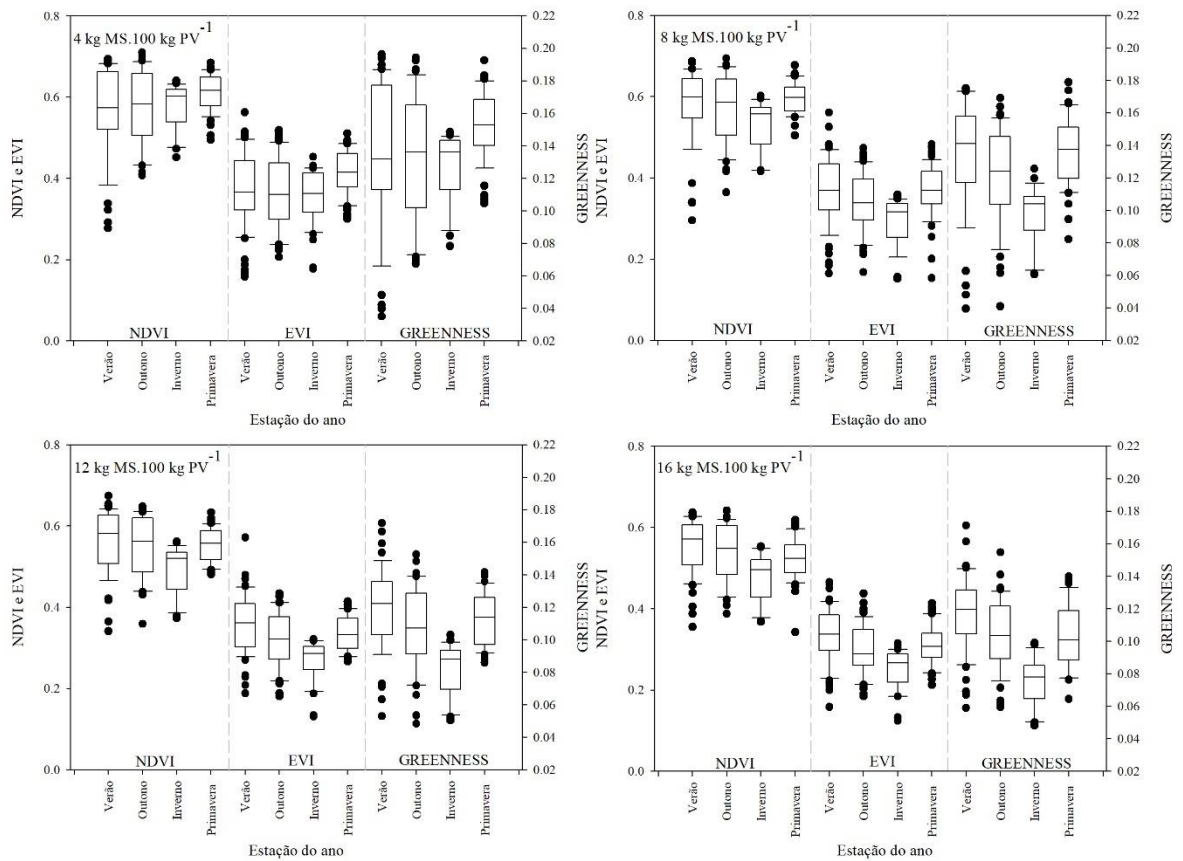 4 kg MS.100 kg PV⁻¹
NDVI e EVI
0.8
0.6
0.4
0.2
0.0
0.22
0.20
0.18
0.16
0.14
0.12
0.10
0.08
0.06
0.04
0.02
GREENNESS
NDVI
EVI
GREENNESS
Verão
Outono
Inverno
Primavera
Verão
Outono
Inverno
Primavera
Verão
Outono
Inverno
Primavera
Estação do ano
8 kg MS.100 kg PV⁻¹
NDVI e EVI
0.8
0.6
0.4
0.2
0.0
0.22
0.20
0.18
0.16
0.14
0.12
0.10
0.08
0.06
0.04
0.02
GREENNESS
NDVI
EVI
GREENNESS
Verão
Outono
Inverno
Primavera
Verão
Outono
Inverno
Primavera
Verão
Outono
Inverno
Primavera
Estação do ano
12 kg MS.100 kg PV⁻¹
NDVI e EVI
0.8
0.6
0.4
0.2
0.0
0.22
0.20
0.18
0.16
0.14
0.12
0.10
0.08
0.06
0.04
0.02
GREENNESS
NDVI
EVI
GREENNESS
Verão
Outono
Inverno
Primavera
Verão
Outono
Inverno
Primavera
Verão
Outono
Inverno
Primavera
Estação do ano
16 kg MS.100 kg PV⁻¹
NDVI e EVI
0.8
0.6
0.4
0.2
0.0
0.22
0.20
0.18
0.16
0.14
0.12
0.10
0.08
0.06
0.04
0.02
GREENNESS
NDVI
EVI
GREENNESS
Verão
Outono
Inverno
Primavera
Verão
Outono
Inverno
Primavera
Verão
Outono
Inverno
Primavera
Estação do ano